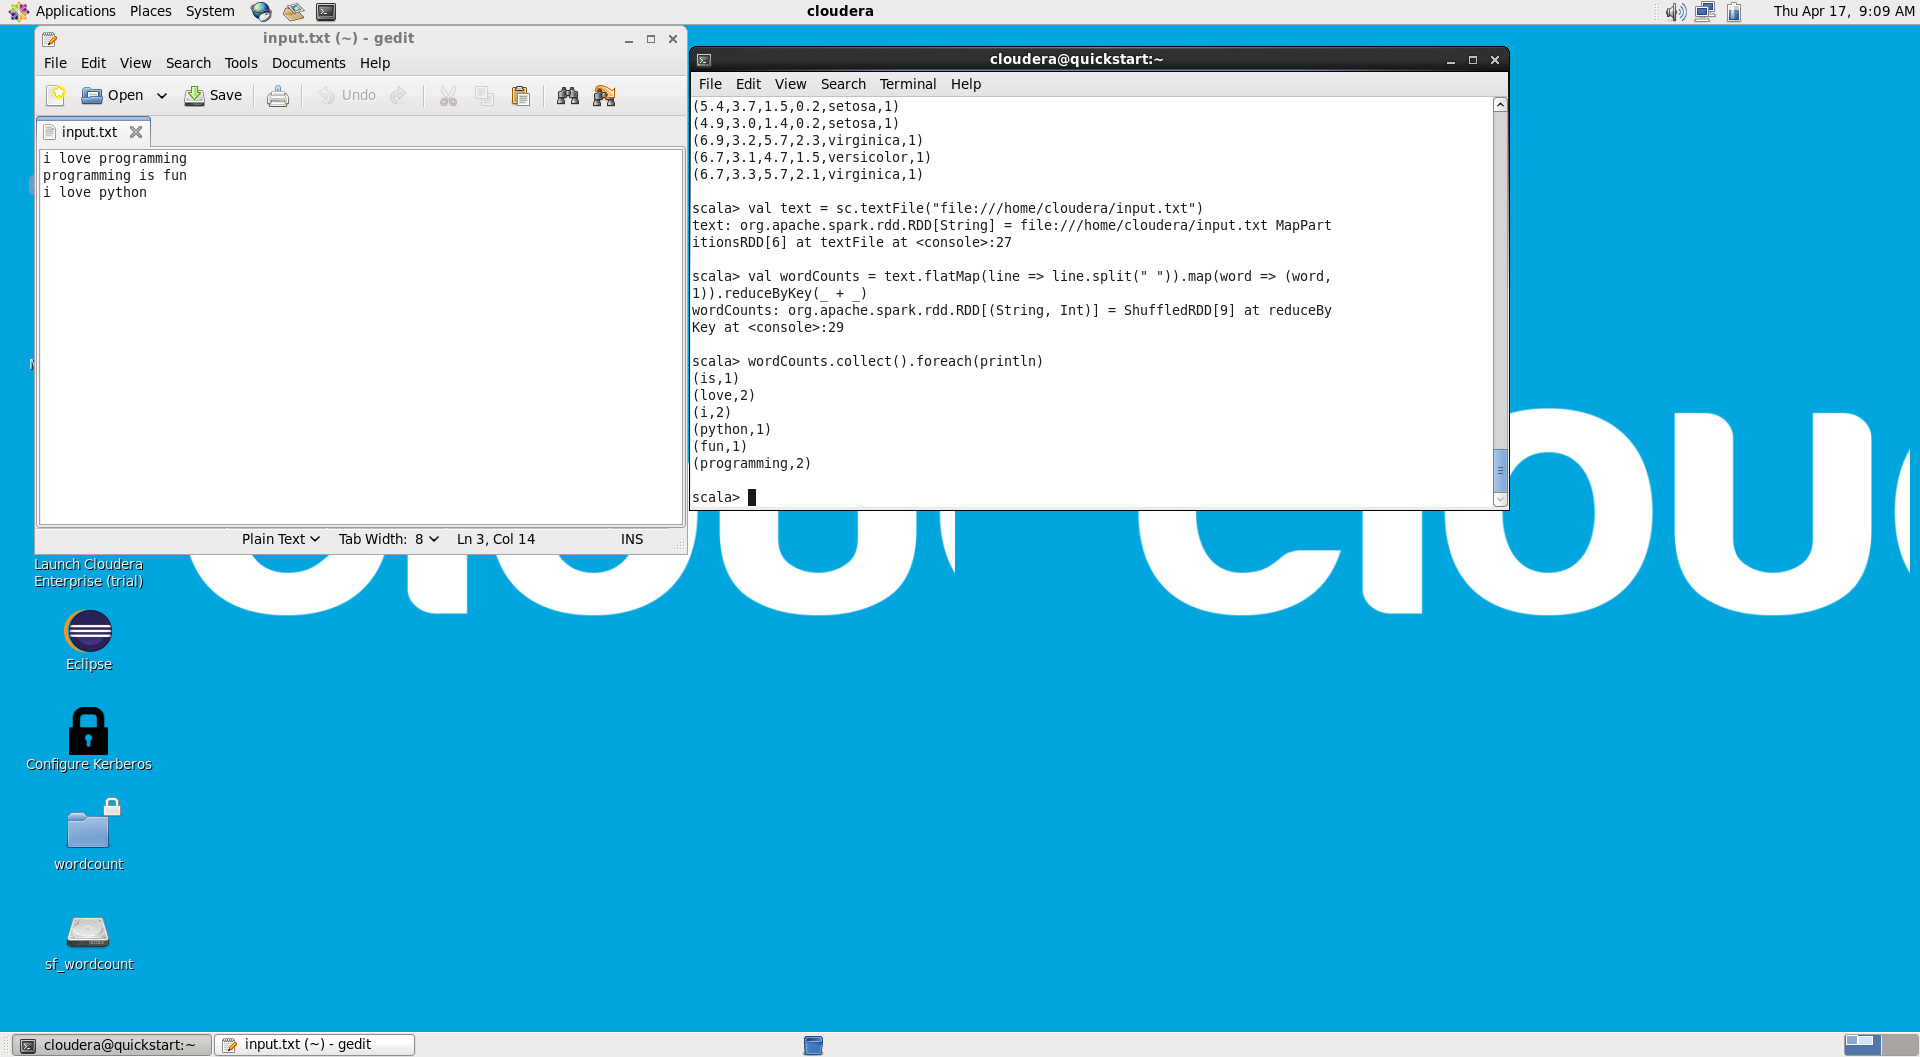 Applications Places System
cloudera
Thu Apr 17, 9:09 AM
input.txt (~) - gedit
File Edit View Search Tools Documents Help
Open Save Undo
input.txt
i love programming
programming is fun
i love python
Plain Text Tab Width: 8 Ln 3, Col 14 INS
cloudera@quickstart:~
File Edit View Search Terminal Help
(5.4,3.7,1.5,0.2,setosa,1)
(4.9,3.0,1.4,0.2,setosa,1)
(6.9,3.2,5.7,2.3,virginica,1)
(6.7,3.1,4.7,1.5,versicolor,1)
(6.7,3.3,5.7,2.1,virginica,1)
scala> val text = sc.textFile("file:///home/cloudera/input.txt")
text: org.apache.spark.rdd.RDD[String] = file:///home/cloudera/input.txt MapPart
itionsRDD[6] at textFile at <console>:27
scala> val wordCounts = text.flatMap(line => line.split(" ")).map(word => (word,
1)).reduceByKey(_ + _)
wordCounts: org.apache.spark.rdd.RDD[(String, Int)] = ShuffledRDD[9] at reduceBy
Key at <console>:29
scala> wordCounts.collect().foreach(println)
(is,1)
(love,2)
(i,2)
(python,1)
(fun,1)
(programming,2)
scala>
Launch Cloudera
Enterprise (trial)
Eclipse
Configure Kerberos
wordcount
sf_wordcount
clou
clou
cloudera@quickstart:~
input.txt (~) - gedit